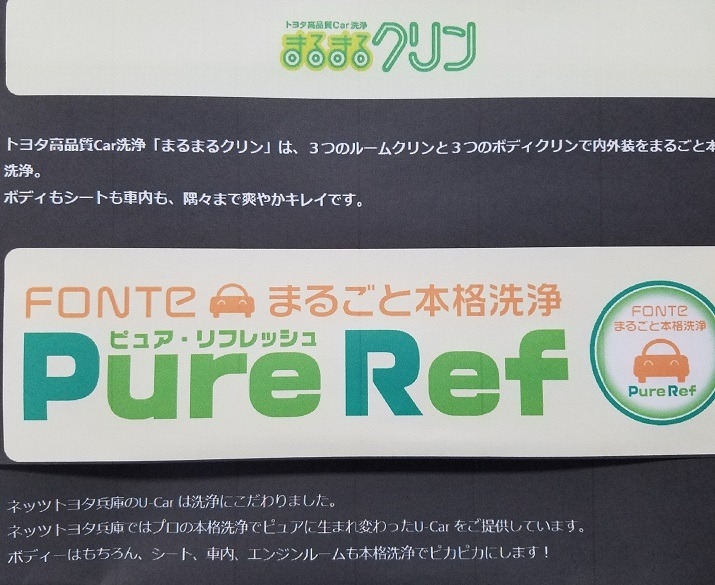 トヨタ高品質Car洗浄
まるまるクリン
トヨタ高品質Car洗浄「まるまるクリン」は、３つのルームクリンと３つのボディクリンで内外装をまるごと本
洗浄。
ボディもシートも車内も、隅々まで爽やかキレイです。
FONTE まるごと本格洗浄
ピュア・リフレッシュ
Pure Ref
FONTE
まるごと本格洗浄
Pure Ref
ネッツトヨタ兵庫のU-Car は洗浄にこだわりました。
ネッツトヨタ兵庫ではプロの本格洗浄でピュアに生まれ変わったU-Car をご提供しています。
ボディーはもちろん、シート、車内、エンジンルームも本格洗浄でピカピカにします！